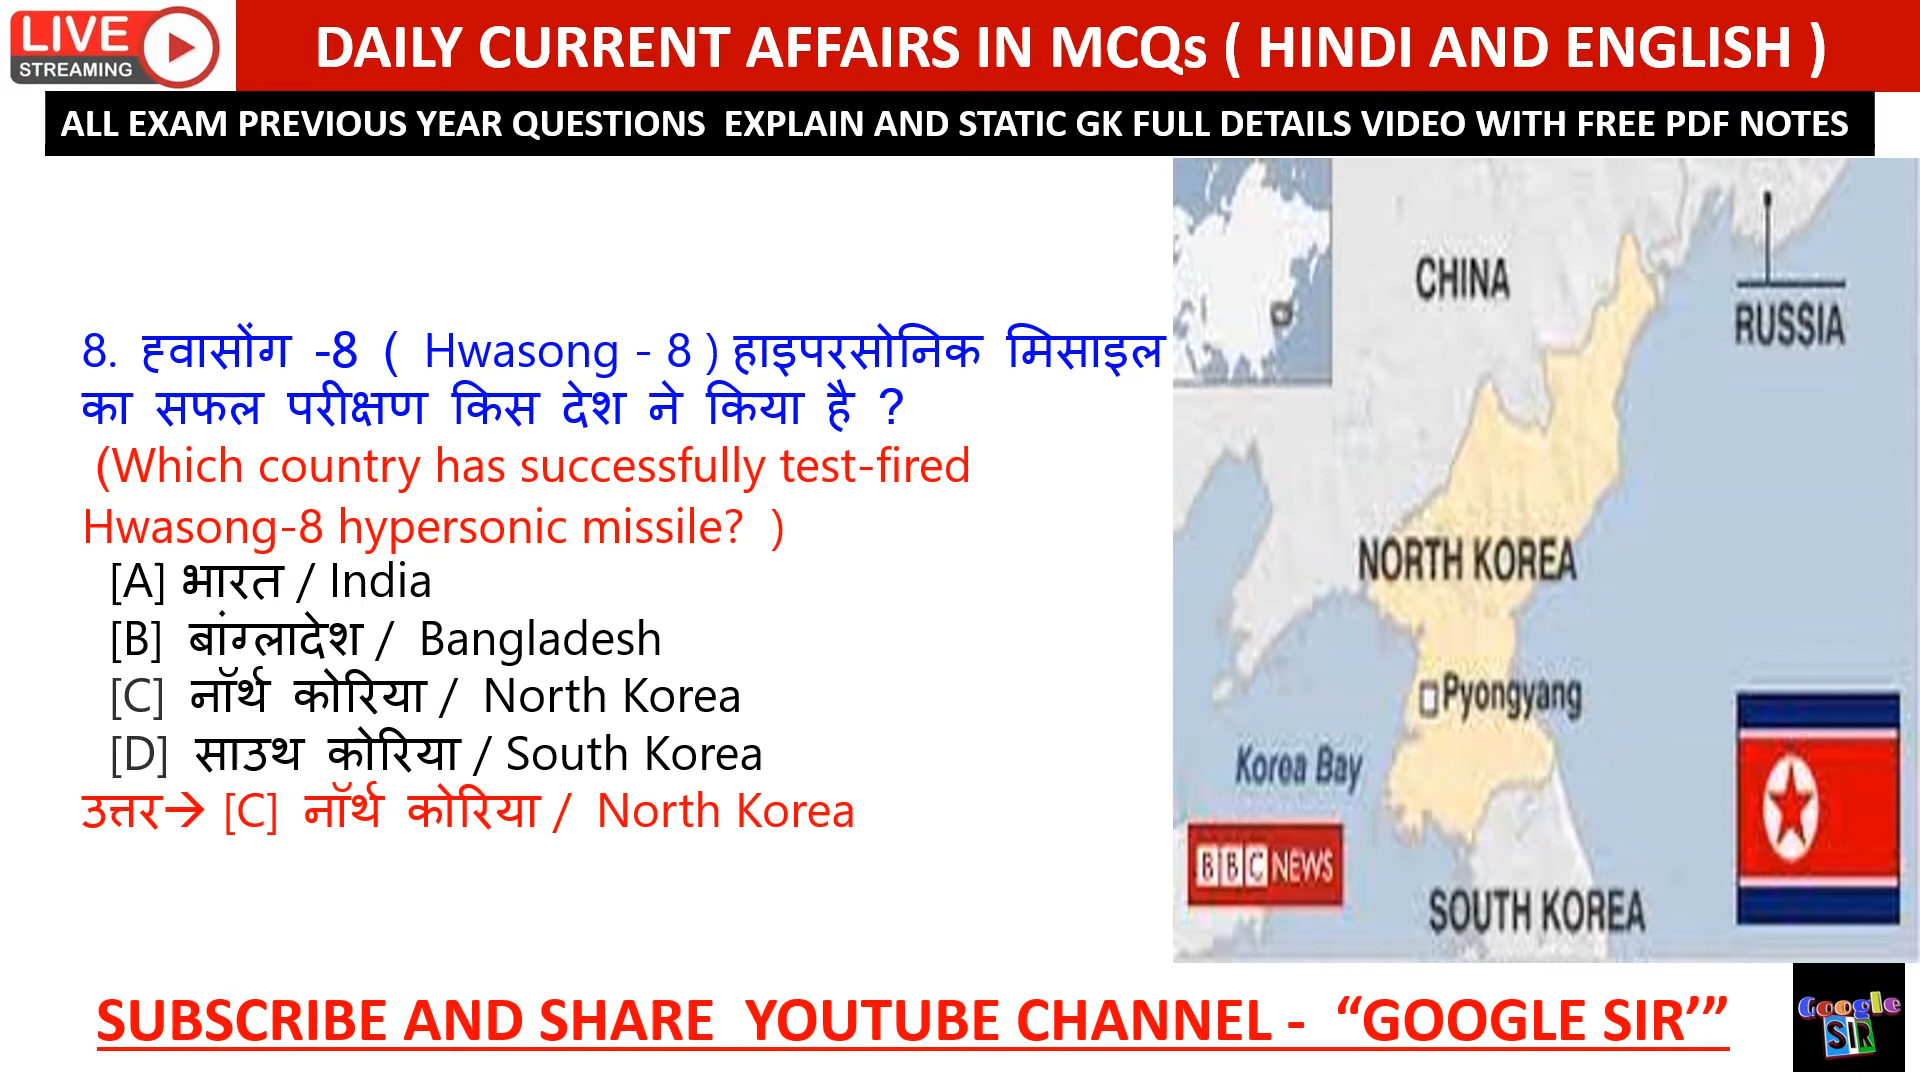 LIVE
STREAMING
DAILY CURRENT AFFAIRS IN MCQs ( HINDI AND ENGLISH )
ALL EXAM PREVIOUS YEAR QUESTIONS EXPLAIN AND STATIC GK FULL DETAILS VIDEO WITH FREE PDF NOTES
8. ह्वासोंग -8 ( Hwasong - 8 ) हाइपरसोनिक मिसाइल
का सफल परीक्षण किस देश ने किया है ?
(Which country has successfully test-fired
Hwasong-8 hypersonic missile? )
[A] भारत / India
[B] बांग्लादेश / Bangladesh
[C] नॉर्थ कोरिया / North Korea
[D] साउथ कोरिया / South Korea
उत्तर→ [C] नॉर्थ कोरिया / North Korea
CHINA
RUSSIA
NORTH KOREA
Pyongyang
Korea Bay
BBC NEWS
SOUTH KOREA
SUBSCRIBE AND SHARE YOUTUBE CHANNEL - “GOOGLE SIR’”
Google
SIR